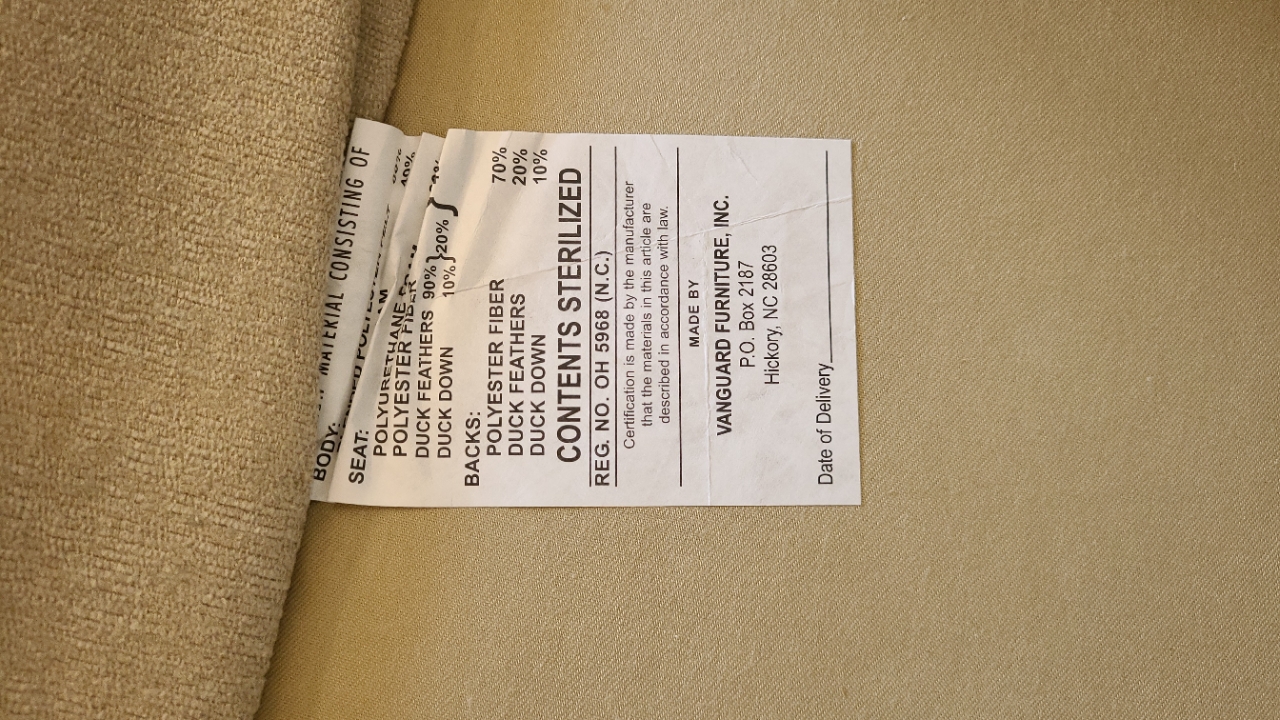 BODY: MATERIAL CONSISTING OF
SEAT:
POLYURETHANE
POLYESTER FIBER
DUCK FEATHERS 90% } 20%
DUCK DOWN 10%
BACKS:
POLYESTER FIBER 70%
DUCK FEATHERS 20%
DUCK DOWN 10%
CONTENTS STERILIZED
REG. NO. OH 5968 (N.C.)
Certification is made by the manufacturer
that the materials in this article are
described in accordance with law.
MADE BY
VANGUARD FURNITURE, INC.
P.O. Box 2187
Hickory, NC 28603
Date of Delivery